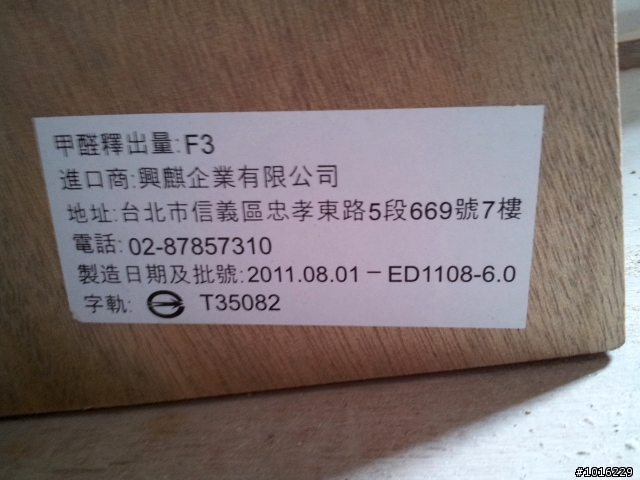 甲醛釋出量:F3
進口商:興麒企業有限公司
地址:台北市信義區忠孝東路5段669號7樓
電話:02-87857310
製造日期及批號:2011.08.01－ED1108-6.0
字軌: T35082
#1016229